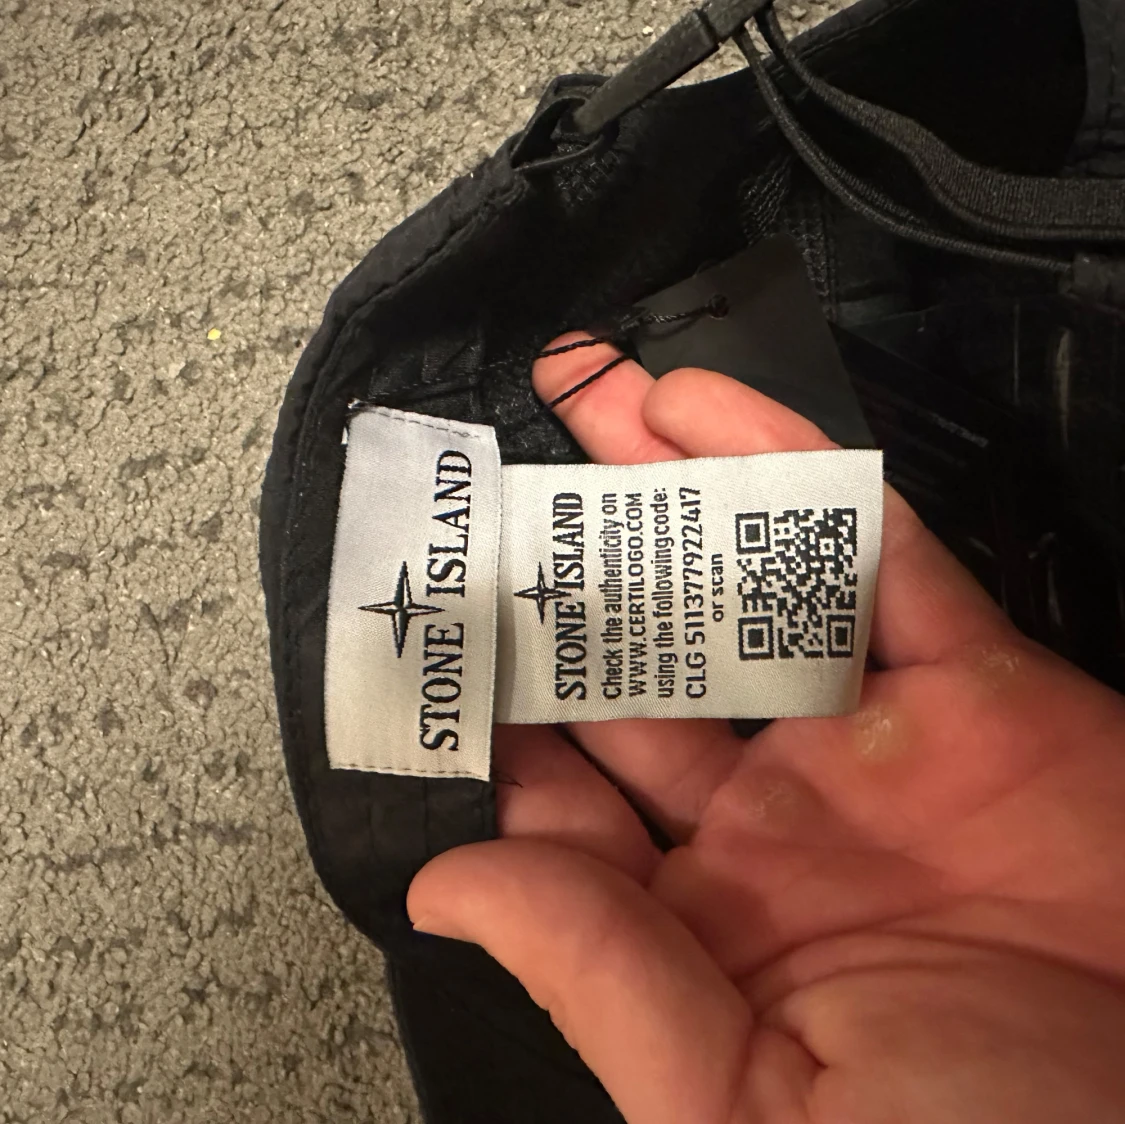 STONE ISLAND
STONE ISLAND
Check the authenticity on
WWW.CERTILOGO.COM
using the following code:
CLG 511377922417
or scan